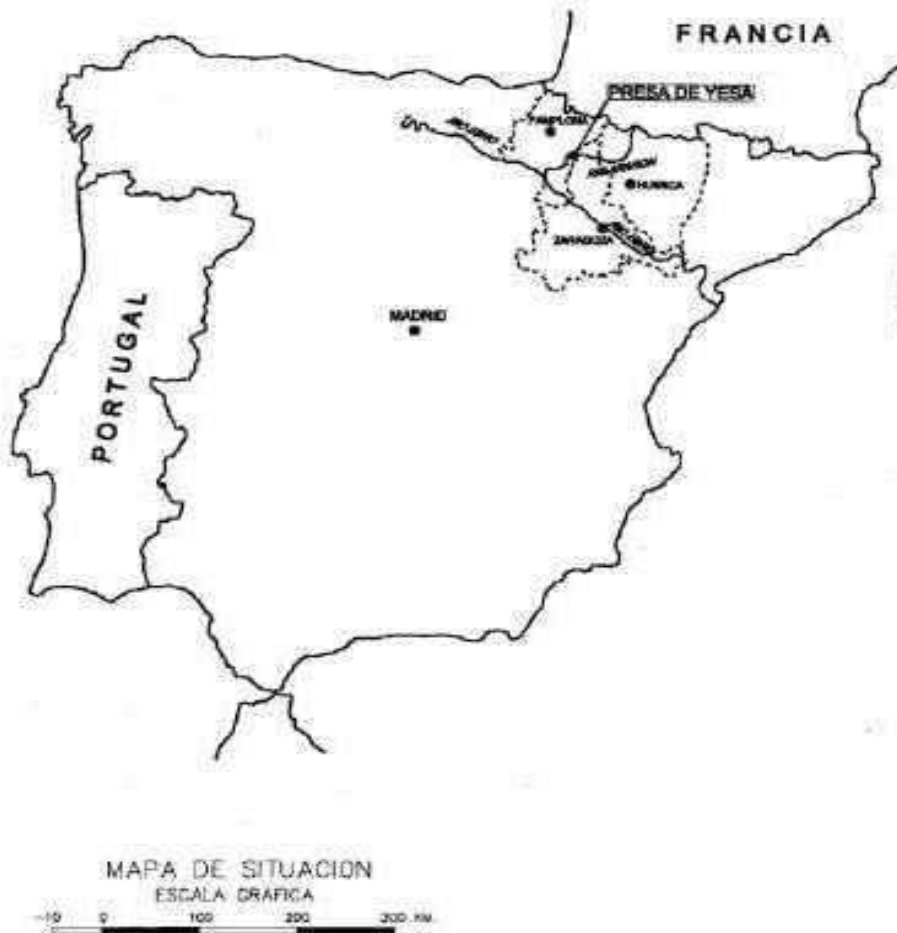 FRANCIA
PRESA DE YESA
PAMPLONA
HUESCA
ZARAGOZA
MADRID
PORTUGAL
MAPA DE SITUACION
ESCALA GRAFICA
0 100 200 300 KM.